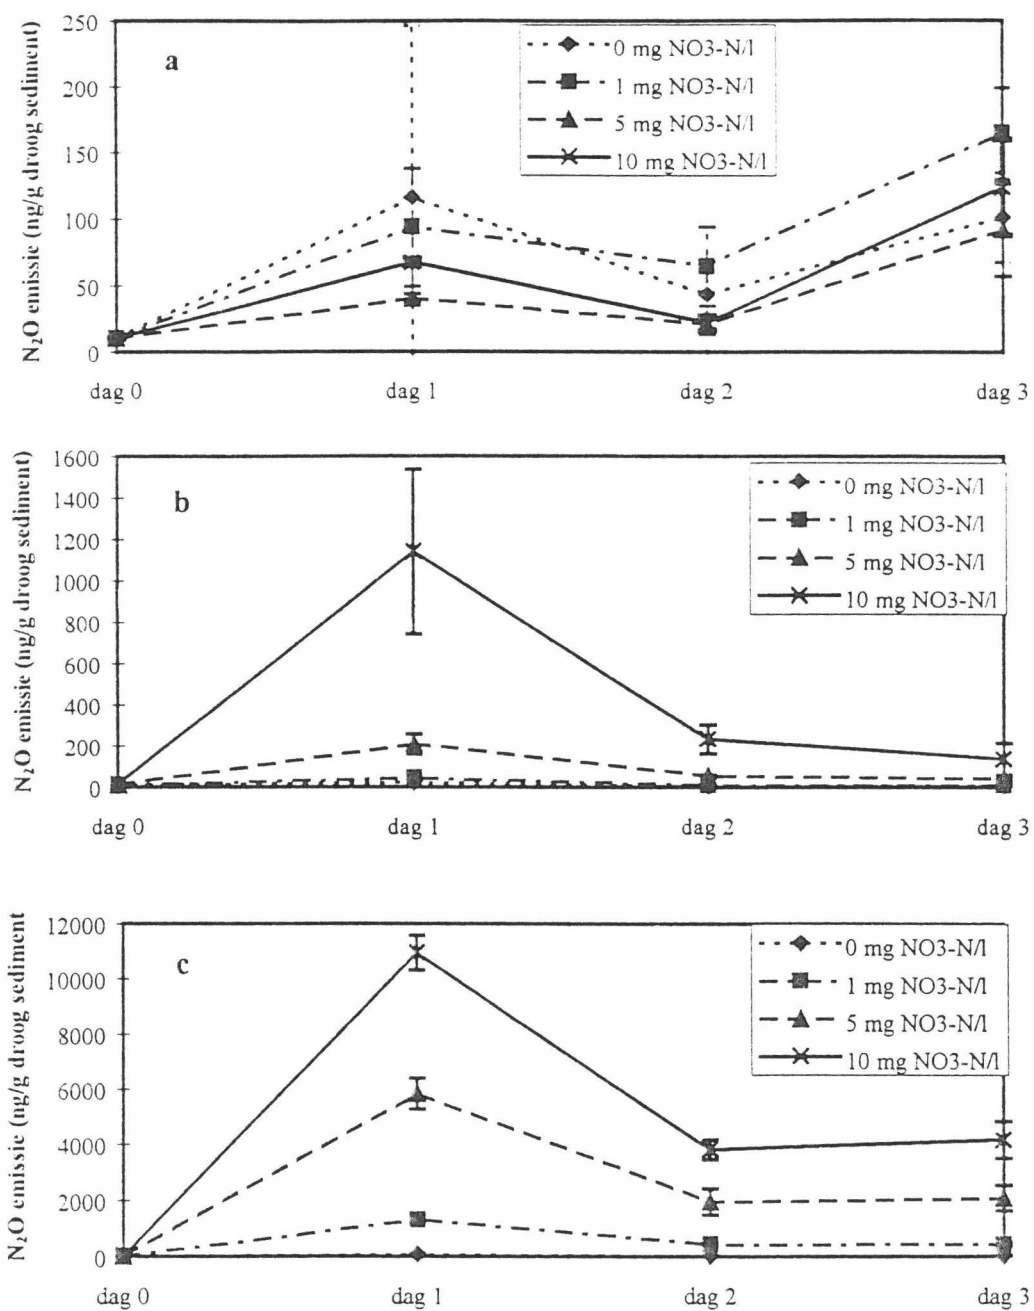 a
N₂O emissie (ng/g droog sediment)
250
200
150
100
50
0
0 mg NO3-N/l
1 mg NO3-N/l
5 mg NO3-N/l
10 mg NO3-N/l
dag 0 dag 1 dag 2 dag 3
b
N₂O emissie (ng/g droog sediment)
1600
1400
1200
1000
800
600
400
200
0
0 mg NO3-N/l
1 mg NO3-N/l
5 mg NO3-N/l
10 mg NO3-N/l
dag 0 dag 1 dag 2 dag 3
c
N₂O emissie (ng/g droog sediment
12000
10000
8000
6000
4000
2000
0
0 mg NO3-N/l
1 mg NO3-N/l
5 mg NO3-N/l
10 mg NO3-N/l
dag 0 dag 1 dag 2 dag 3